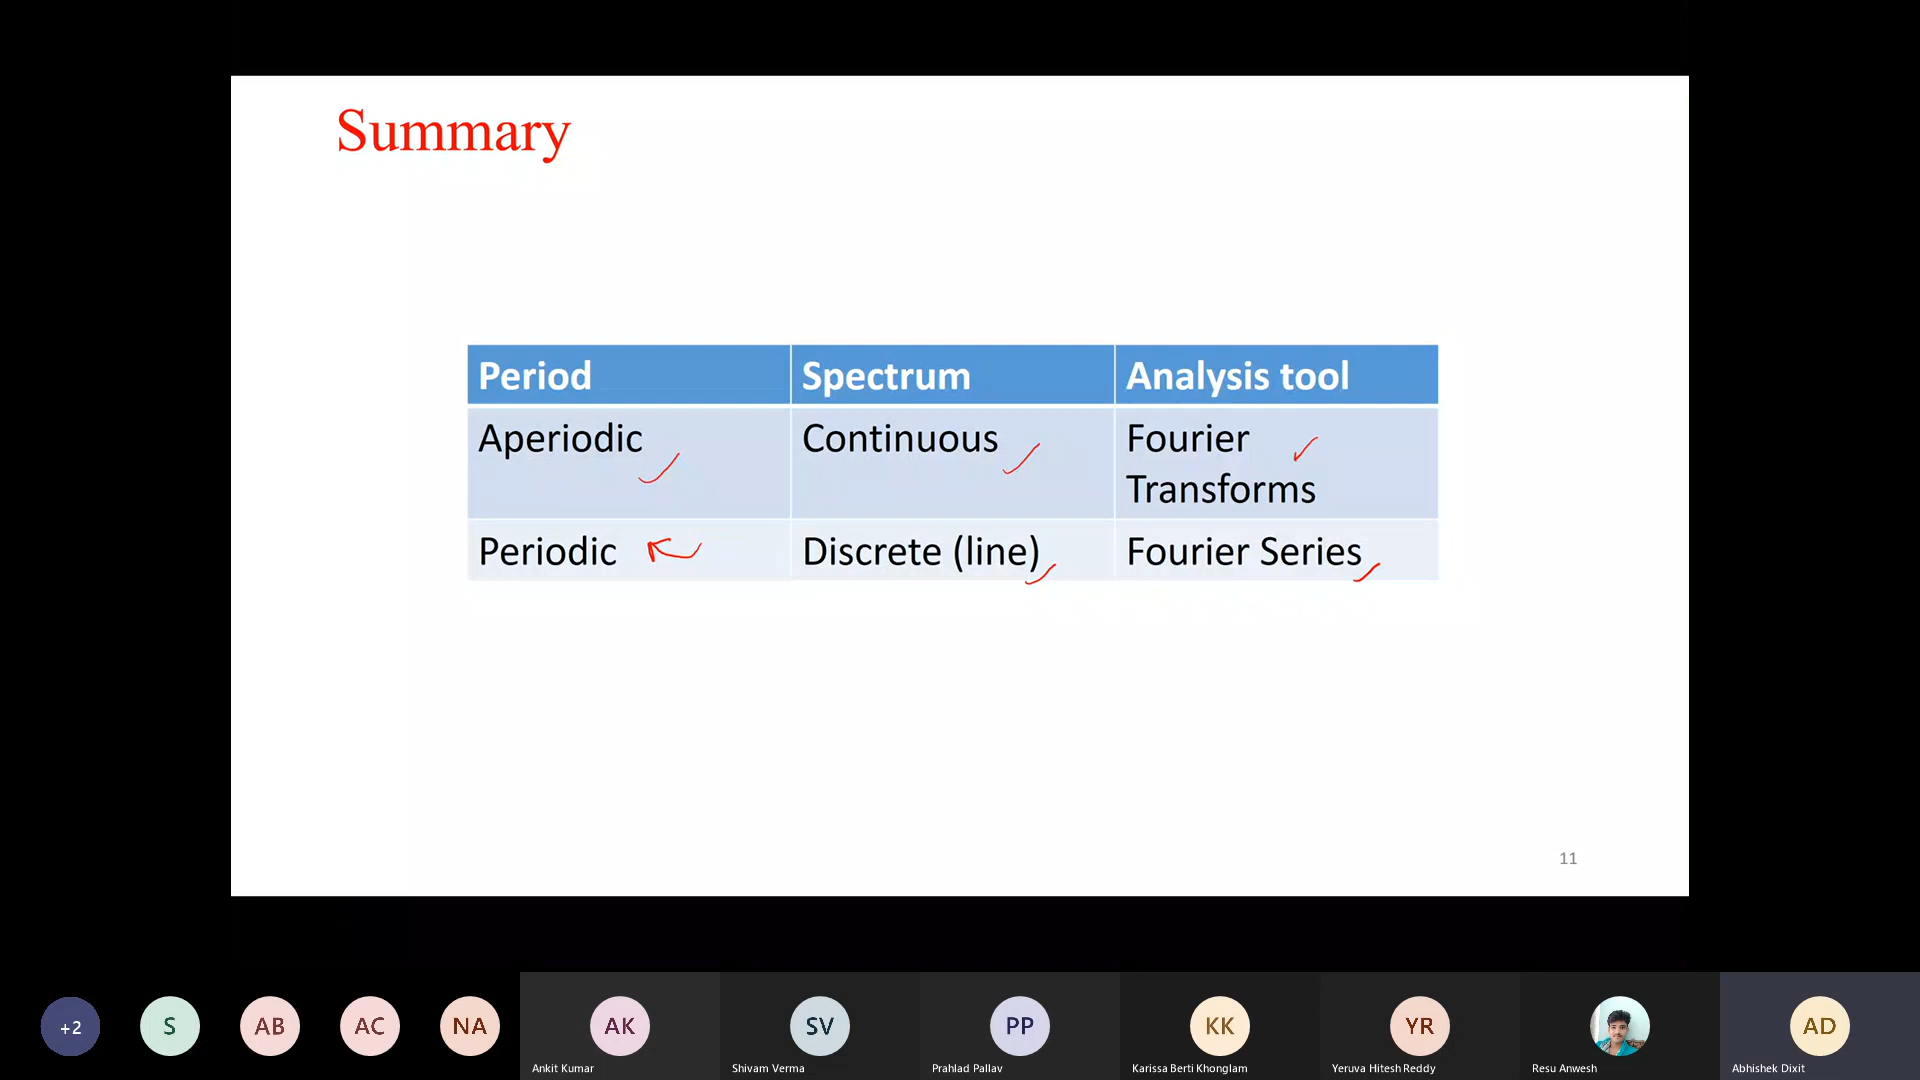 Summary
Period Spectrum Analysis tool
Aperiodic Continuous Fourier
Transforms
Periodic Discrete (line) Fourier Series
11
+2 S AB AC NA AK SV PP KK YR AD
Ankit Kumar Shivam Verma Prahlad Pallav Karissa Berti Khonglam Yeruva Hitesh Reddy Resu Anwesh Abhishek Dixit